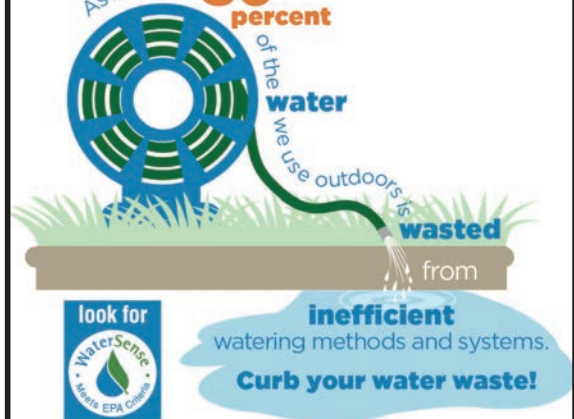 As
percent
of the
water
we use outdoors is
wasted
from
inefficient
watering methods and systems.
Curb your water waste!
look for
WaterSense
Meets EPA Criteria